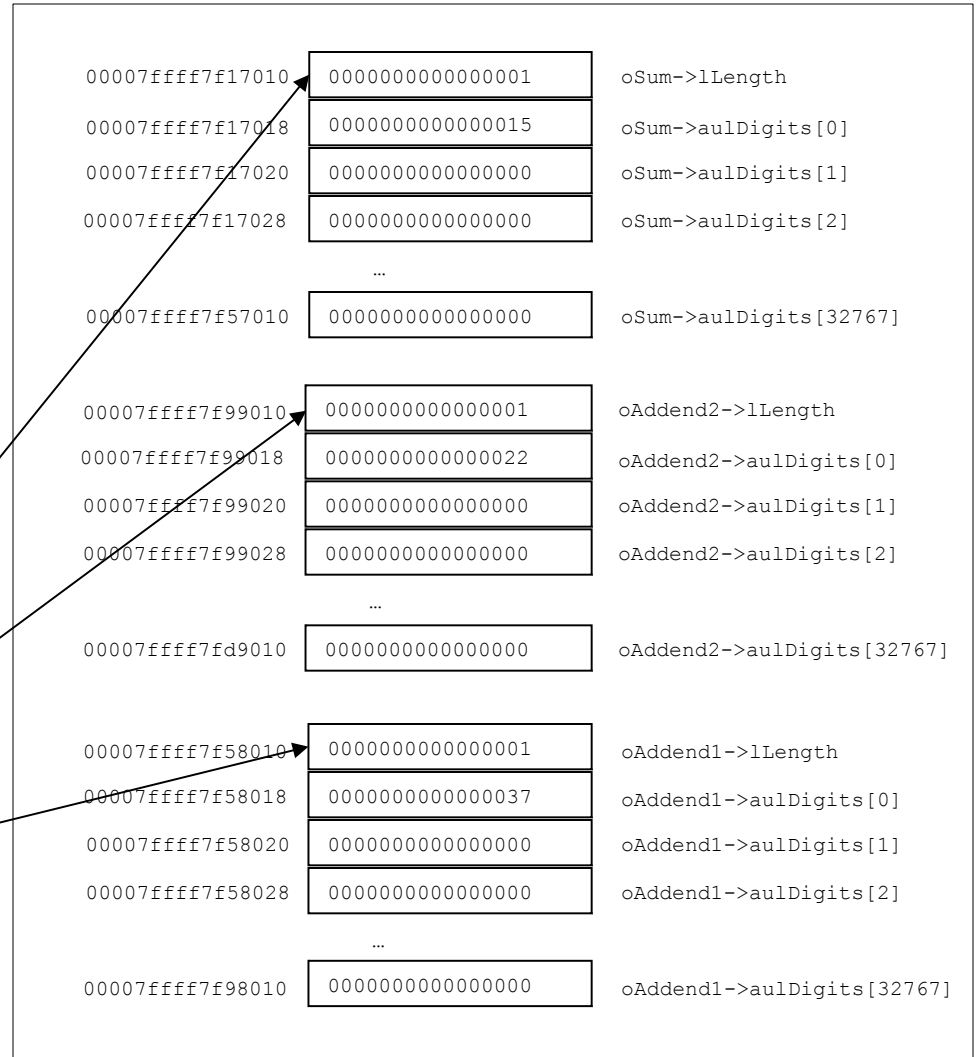 00007ffff7f17010 0000000000000001 oSum->lLength
00007ffff7f17018 0000000000000015 oSum->aulDigits[0]
00007ffff7f17020 0000000000000000 oSum->aulDigits[1]
00007ffff7f17028 0000000000000000 oSum->aulDigits[2]
…
00007ffff7f57010 0000000000000000 oSum->aulDigits[32767]
00007ffff7f99010 0000000000000001 oAddend2->lLength
00007ffff7f99018 0000000000000022 oAddend2->aulDigits[0]
00007ffff7f99020 0000000000000000 oAddend2->aulDigits[1]
00007ffff7f99028 0000000000000000 oAddend2->aulDigits[2]
…
00007ffff7fd9010 0000000000000000 oAddend2->aulDigits[32767]
00007ffff7f58010 0000000000000001 oAddend1->lLength
00007ffff7f58018 0000000000000037 oAddend1->aulDigits[0]
00007ffff7f58020 0000000000000000 oAddend1->aulDigits[1]
00007ffff7f58028 0000000000000000 oAddend1->aulDigits[2]
…
00007ffff7f98010 0000000000000000 oAddend1->aulDigits[32767]